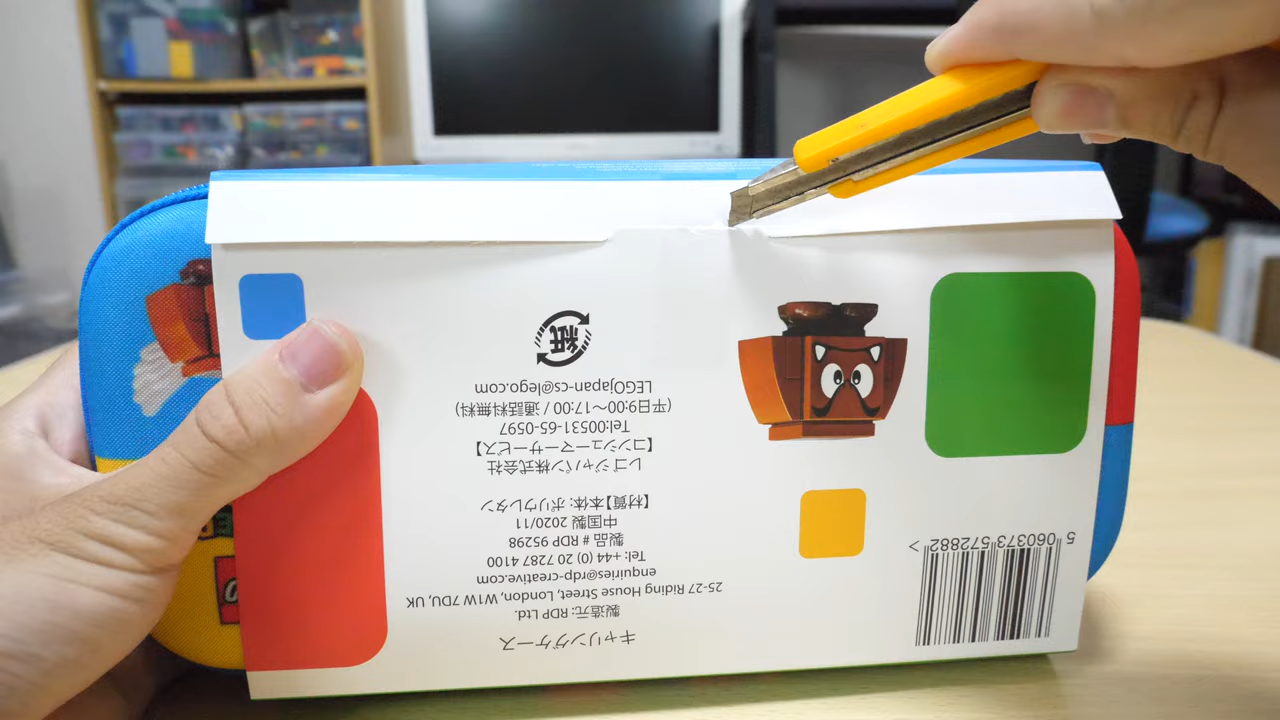 キャリングケース
製造元: RDP Ltd.
25-27 Riding House Street, London, W1W 7DU, UK
enquiries@rdp-creative.com
Tel: +44 (0) 20 7287 4100
製品 # RDP 95298
中国製 2020/11
【材質】本体: ポリウレタン
レゴジャパン株式会社
【コンシューマーサービス】
Tel:00531-65-0597
(平日9:00～17:00 / 通話料無料)
LEGOJapan-cs@lego.com
紙
5 060373 572882 >